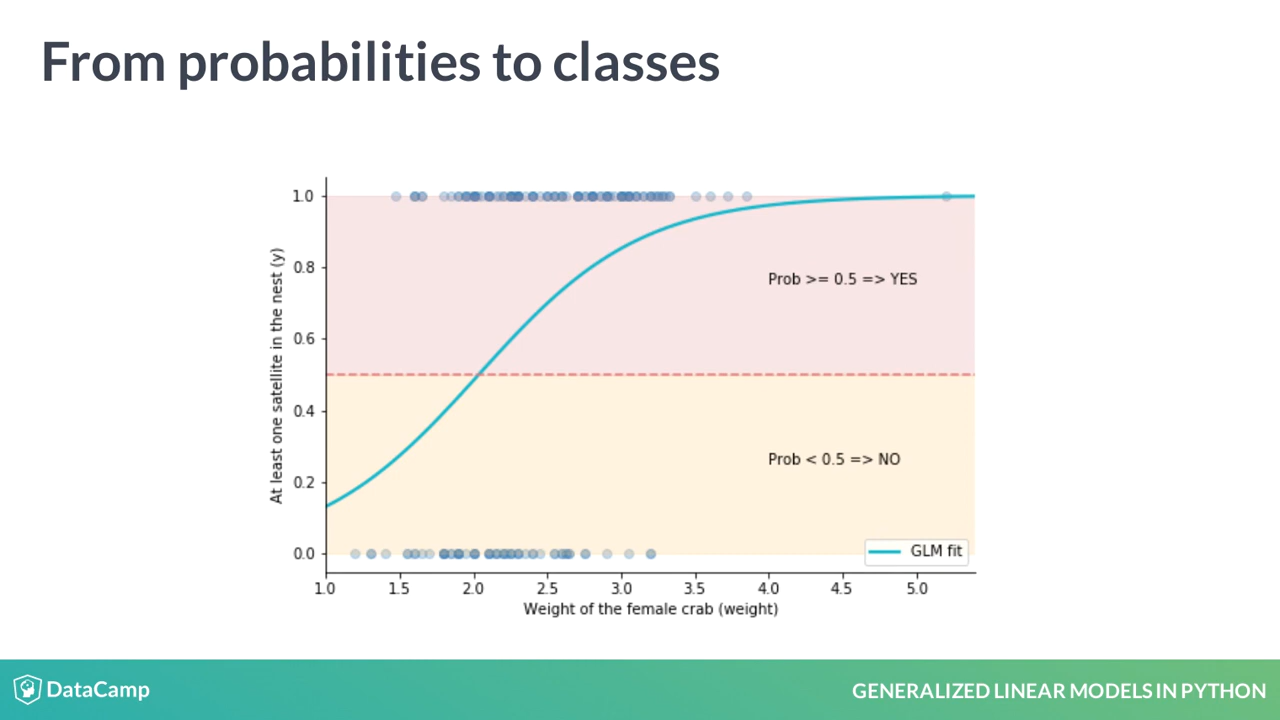 From probabilities to classes
1.0
0.8
0.6
0.4
0.2
0.0
At least one satellite in the nest (y)
Prob >= 0.5 => YES
Prob < 0.5 => NO
GLM fit
1.0 1.5 2.0 2.5 3.0 3.5 4.0 4.5 5.0
Weight of the female crab (weight)
DataCamp
GENERALIZED LINEAR MODELS IN PYTHON